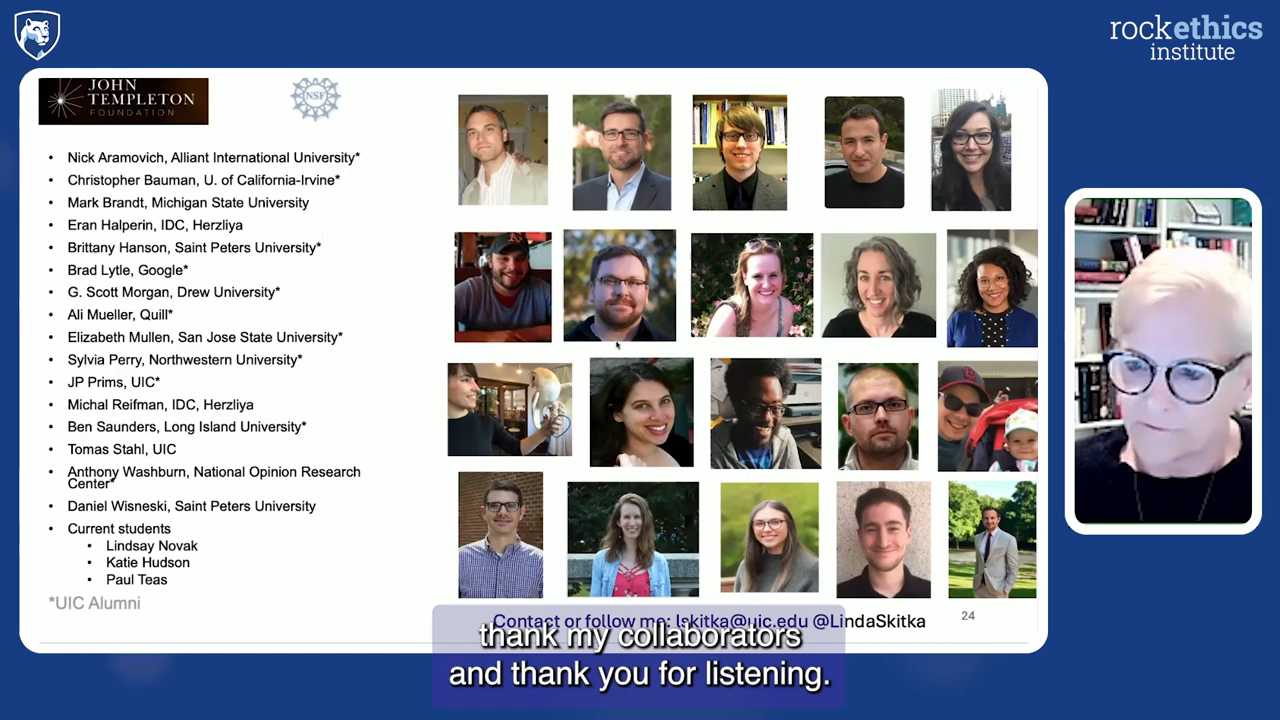 rockethics
institute
JOHN
TEMPLETON
FOUNDATION
NSF
• Nick Aramovich, Alliant International University*
• Christopher Bauman, U. of California-Irvine*
• Mark Brandt, Michigan State University
• Eran Halperin, IDC, Herzliya
• Brittany Hanson, Saint Peters University*
• Brad Lytle, Google*
• G. Scott Morgan, Drew University*
• Ali Mueller, Quill*
• Elizabeth Mullen, San Jose State University*
• Sylvia Perry, Northwestern University*
• JP Prims, UIC*
• Michal Reifman, IDC, Herzliya
• Ben Saunders, Long Island University*
• Tomas Stahl, UIC
• Anthony Washburn, National Opinion Research
Center*
• Daniel Wisneski, Saint Peters University
• Current students
• Lindsay Novak
• Katie Hudson
• Paul Teas
*UIC Alumni
Contact or follow me: lskitka@uic.edu @LindaSkitka
24
thank my collaborators
and thank you for listening.